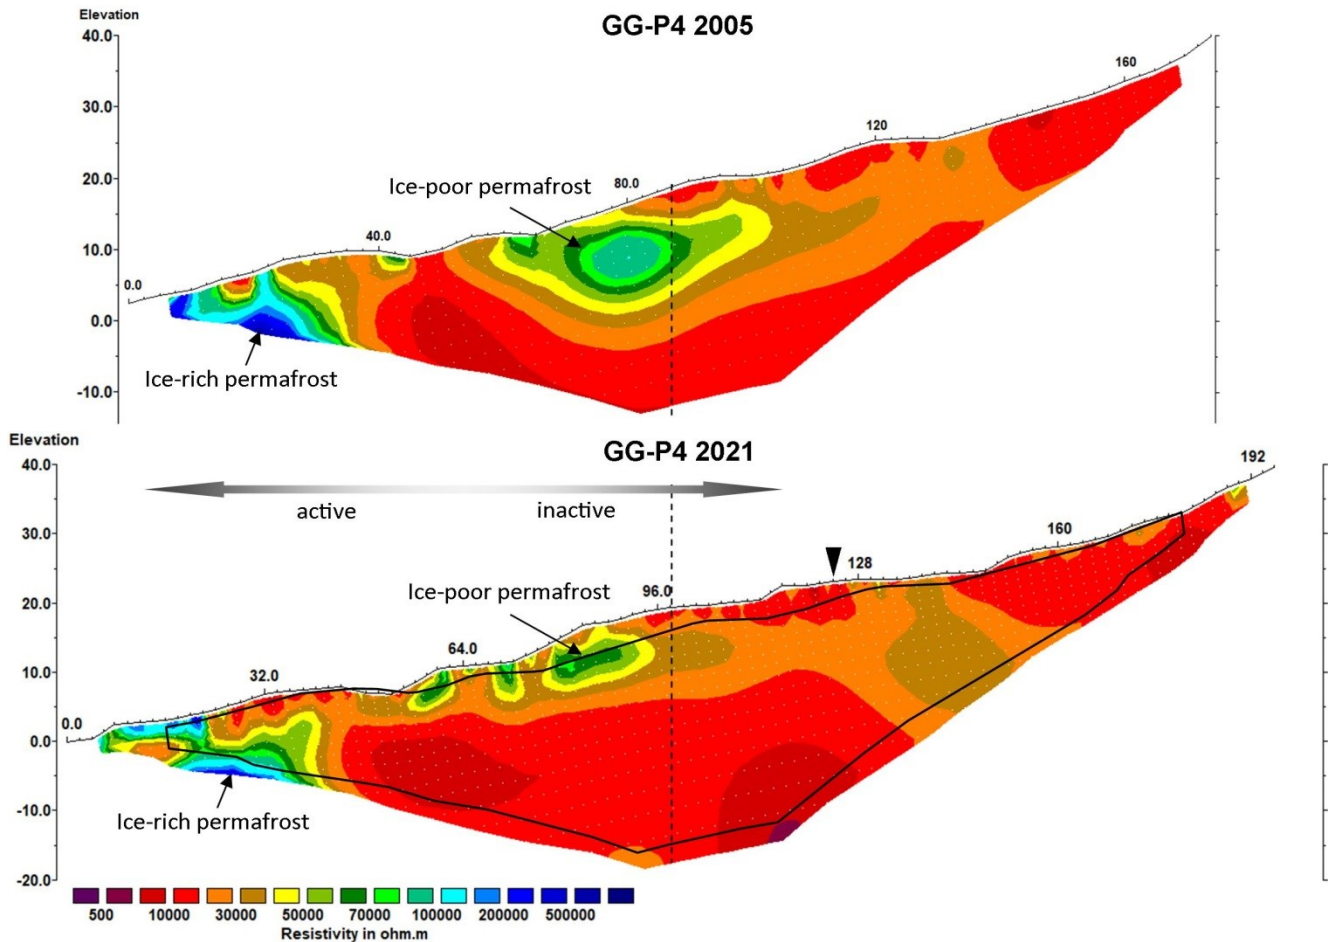 Elevation
GG-P4 2005
40.0
30.0
20.0
10.0
0.0
-10.0
0.0
40.0
80.0
120
160
Ice-poor permafrost
Ice-rich permafrost
Elevation
GG-P4 2021
40.0
30.0
20.0
10.0
0.0
-10.0
-20.0
active inactive
0.0
32.0
64.0
96.0
128
160
192
Ice-poor permafrost
Ice-rich permafrost
500 10000 30000 50000 70000 100000 200000 500000
Resistivity in ohm.m